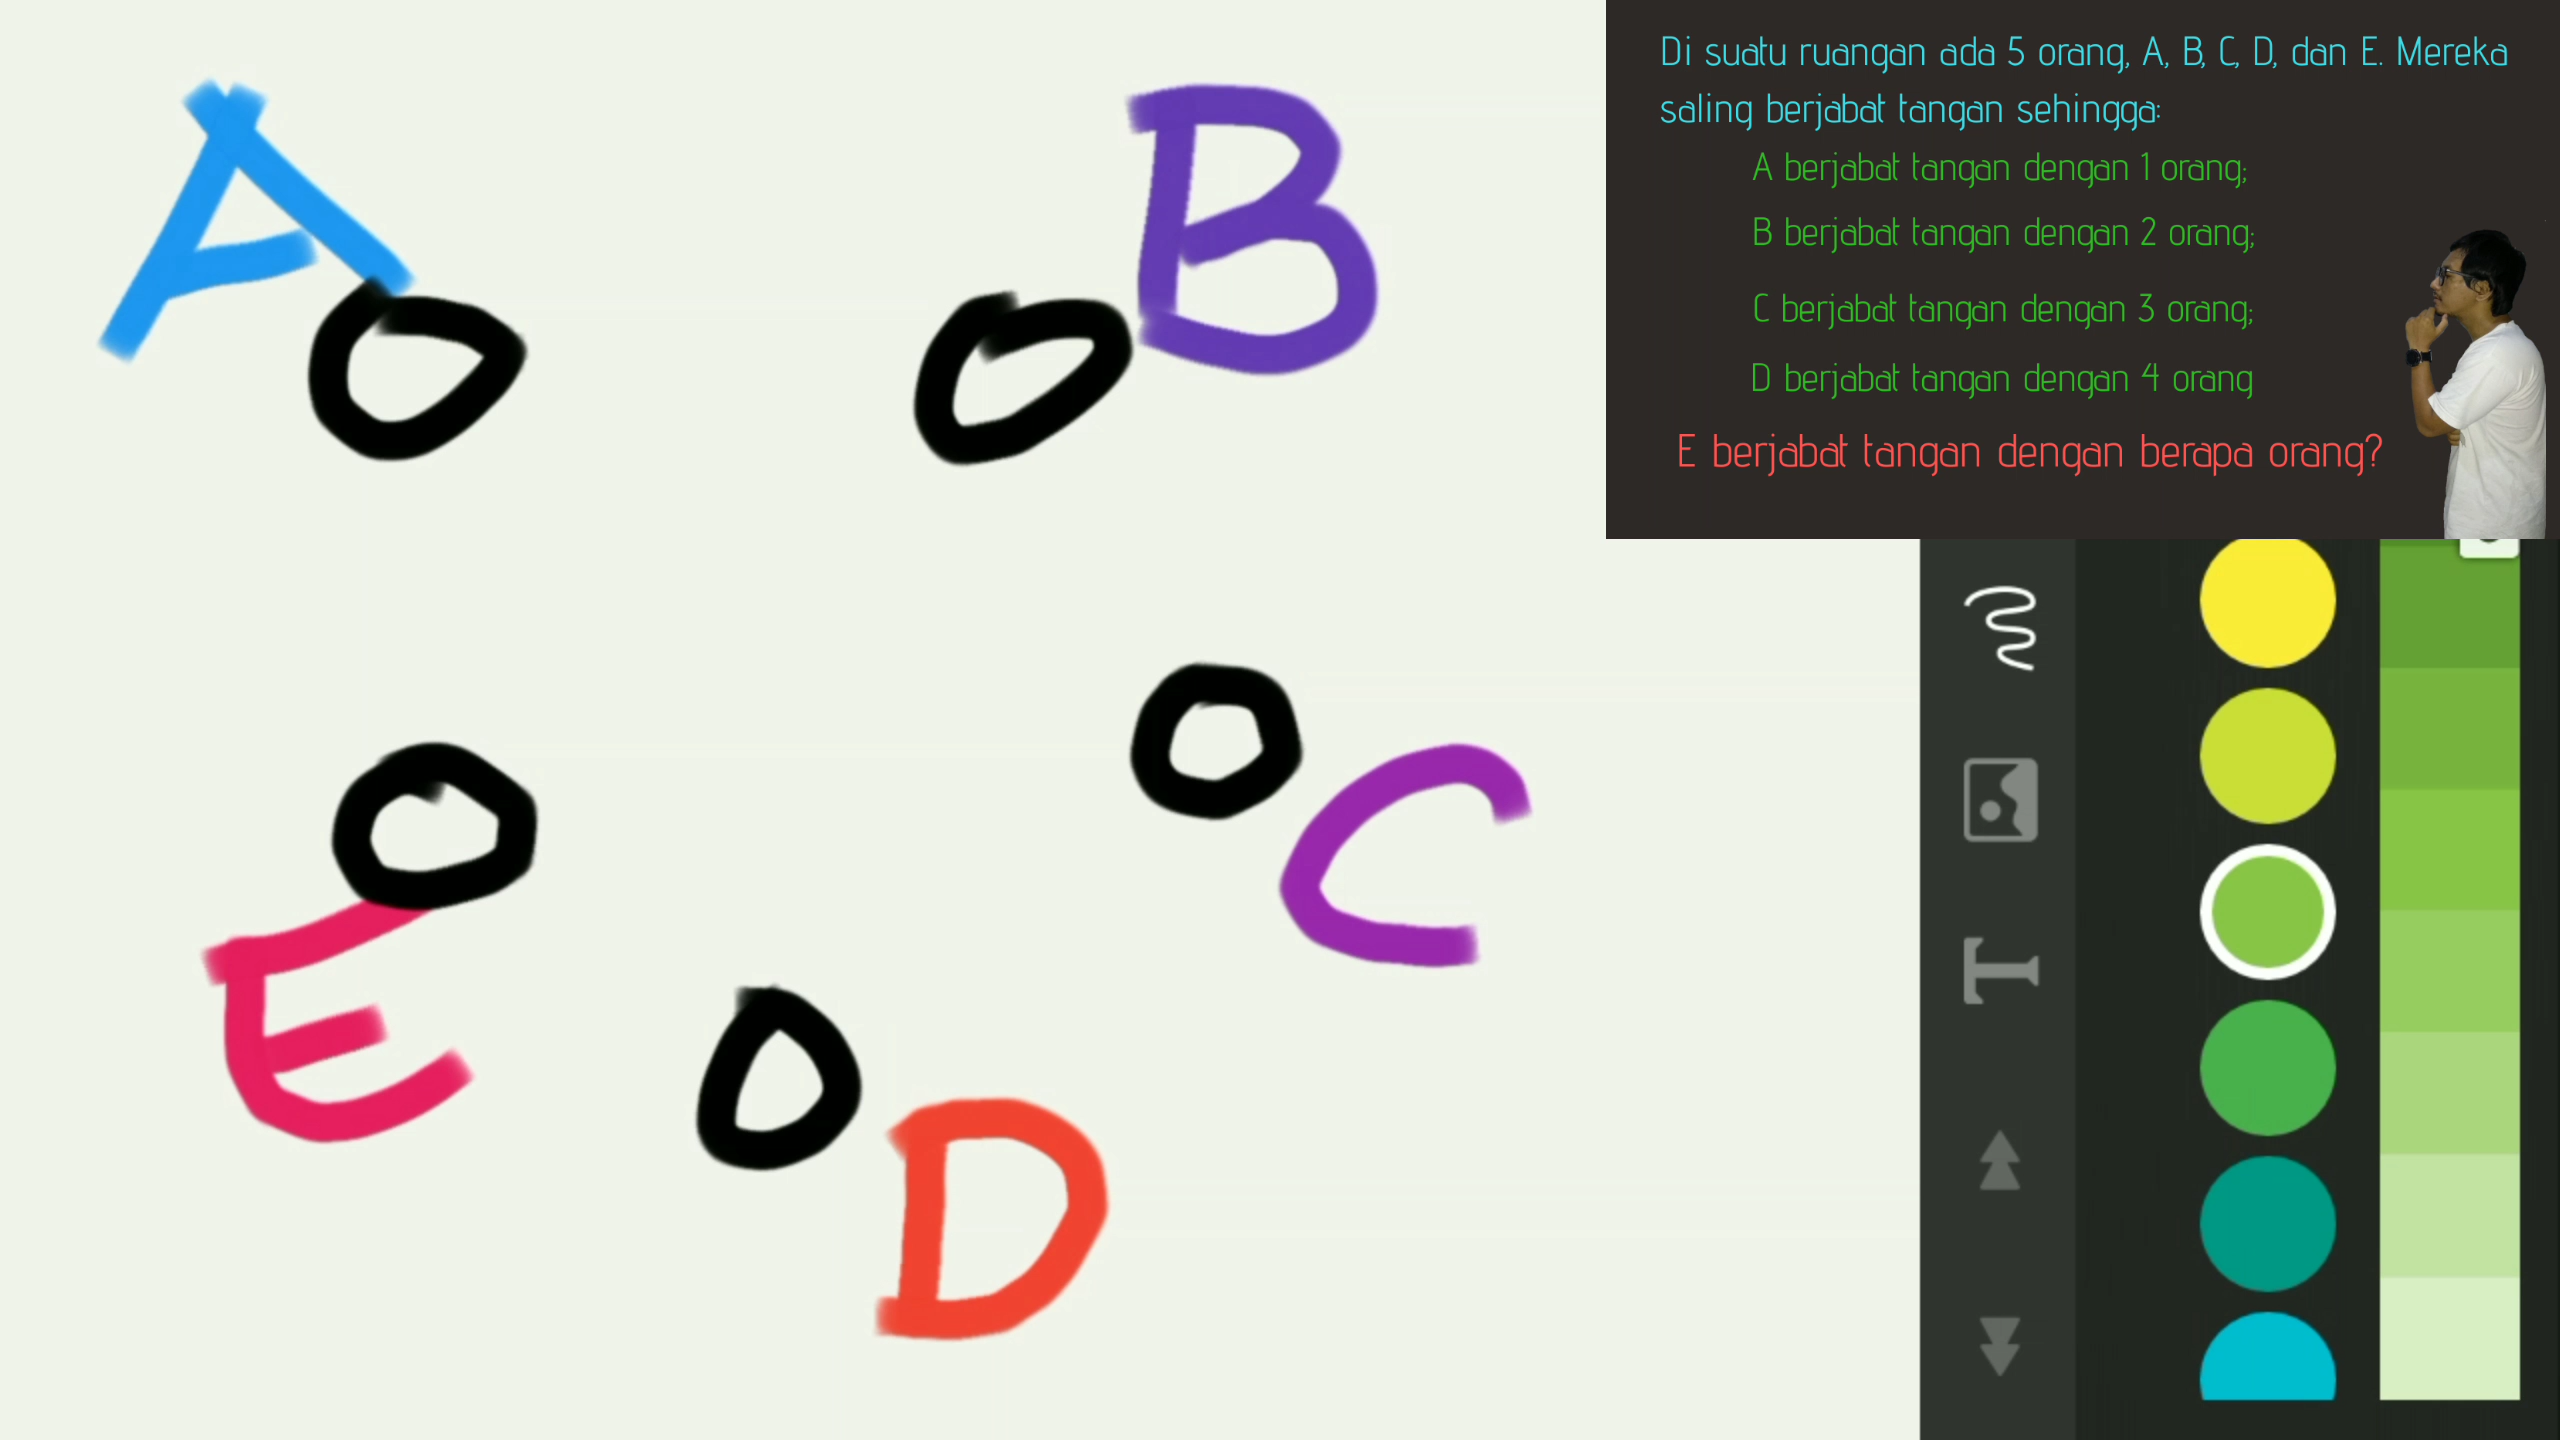 Di suatu ruangan ada 5 orang, A, B, C, D, dan E. Mereka
saling berjabat tangan sehingga:
A berjabat tangan dengan 1 orang;
B berjabat tangan dengan 2 orang;
C berjabat tangan dengan 3 orang;
D berjabat tangan dengan 4 orang
E berjabat tangan dengan berapa orang?
A
B
C
E
D
T